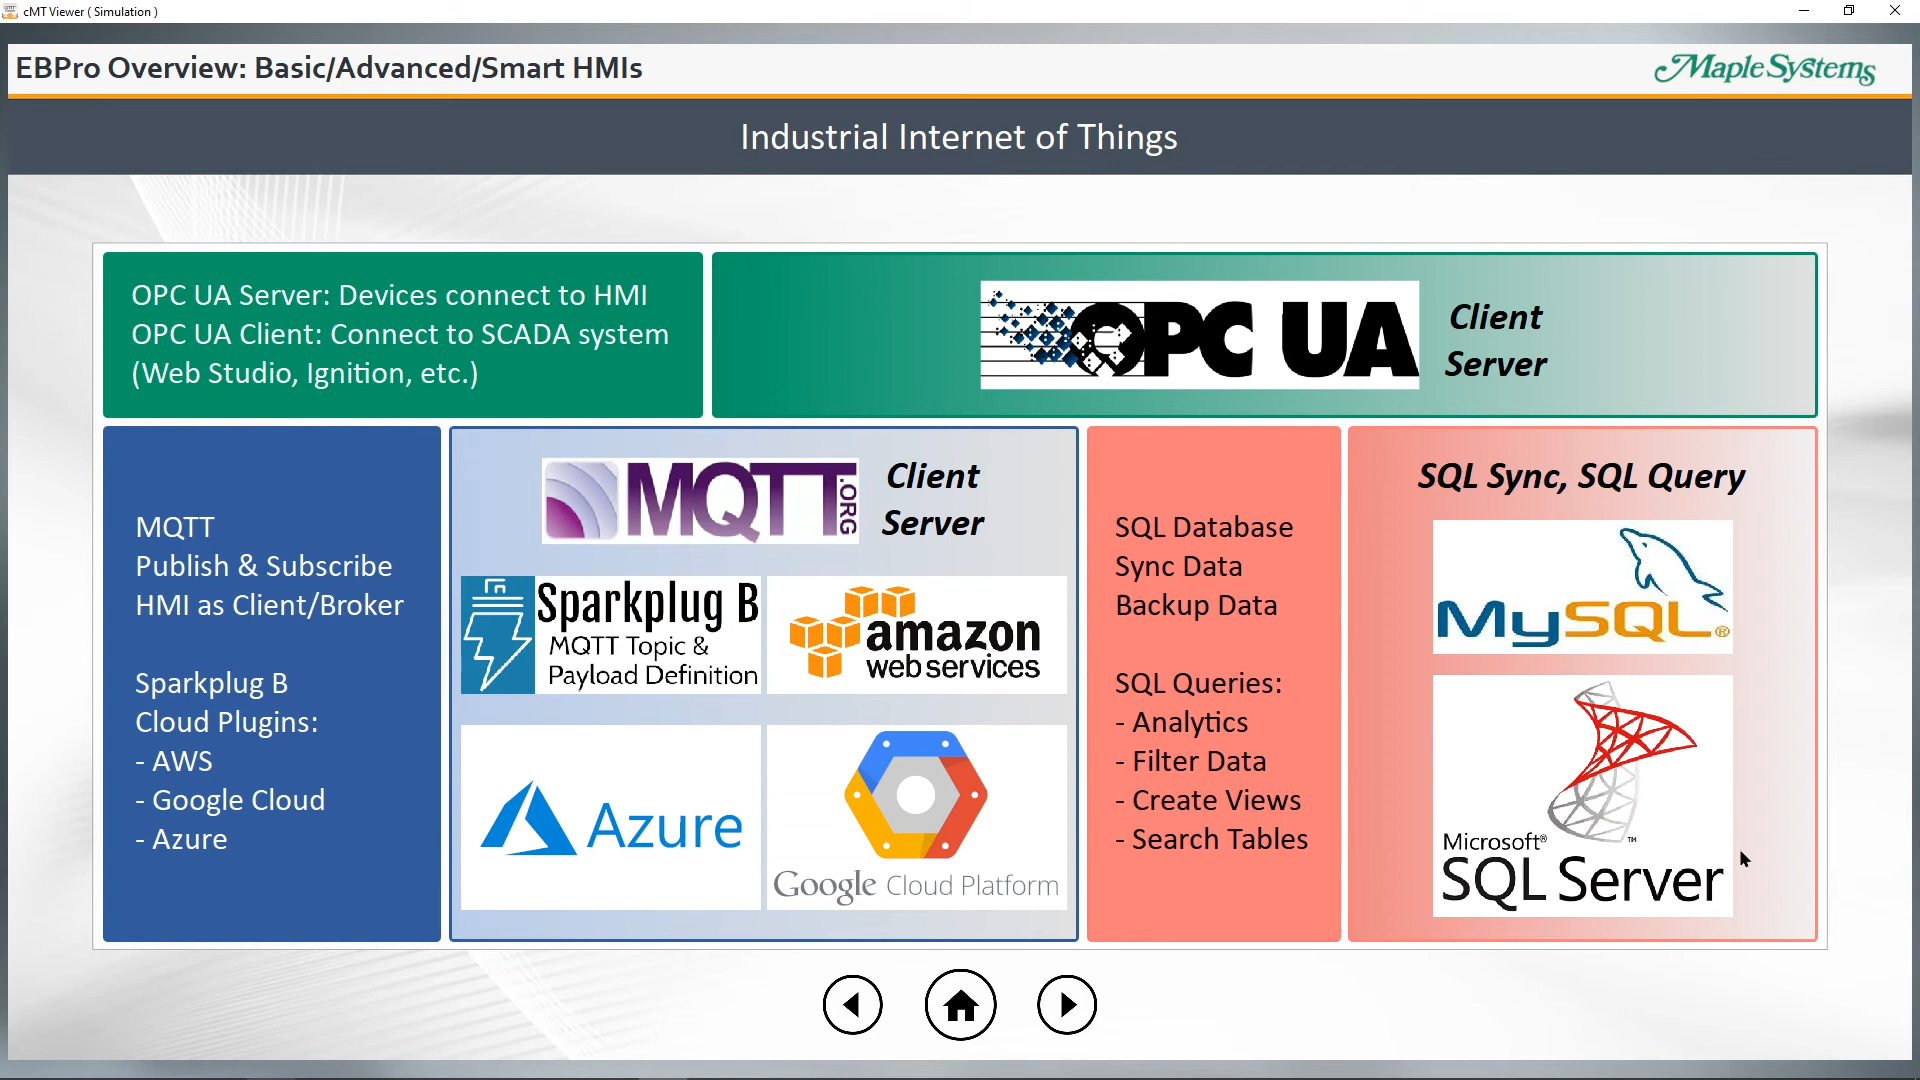 cMT Viewer ( Simulation )
EBPro Overview: Basic/Advanced/Smart HMIs
Maple Systems
Industrial Internet of Things
OPC UA Server: Devices connect to HMI
OPC UA Client: Connect to SCADA system
(Web Studio, Ignition, etc.)
OPC UA
Client
Server
MQTT
Publish & Subscribe
HMI as Client/Broker
Sparkplug B
Cloud Plugins:
- AWS
- Google Cloud
- Azure
MQTT.ORG
Client
Server
Sparkplug B
MQTT Topic &
Payload Definition
amazon
web services
Azure
Google Cloud Platform
SQL Database
Sync Data
Backup Data
SQL Queries:
- Analytics
- Filter Data
- Create Views
- Search Tables
SQL Sync, SQL Query
MySQL®
Microsoft®
SQL Server™